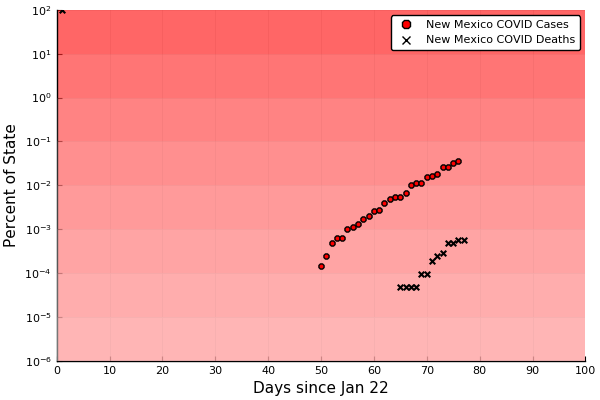 New Mexico COVID Cases
New Mexico COVID Deaths
Percent of State
10²
10¹
10⁰
10⁻¹
10⁻²
10⁻³
10⁻⁴
10⁻⁵
10⁻⁶
0 10 20 30 40 50 60 70 80 90 100
Days since Jan 22